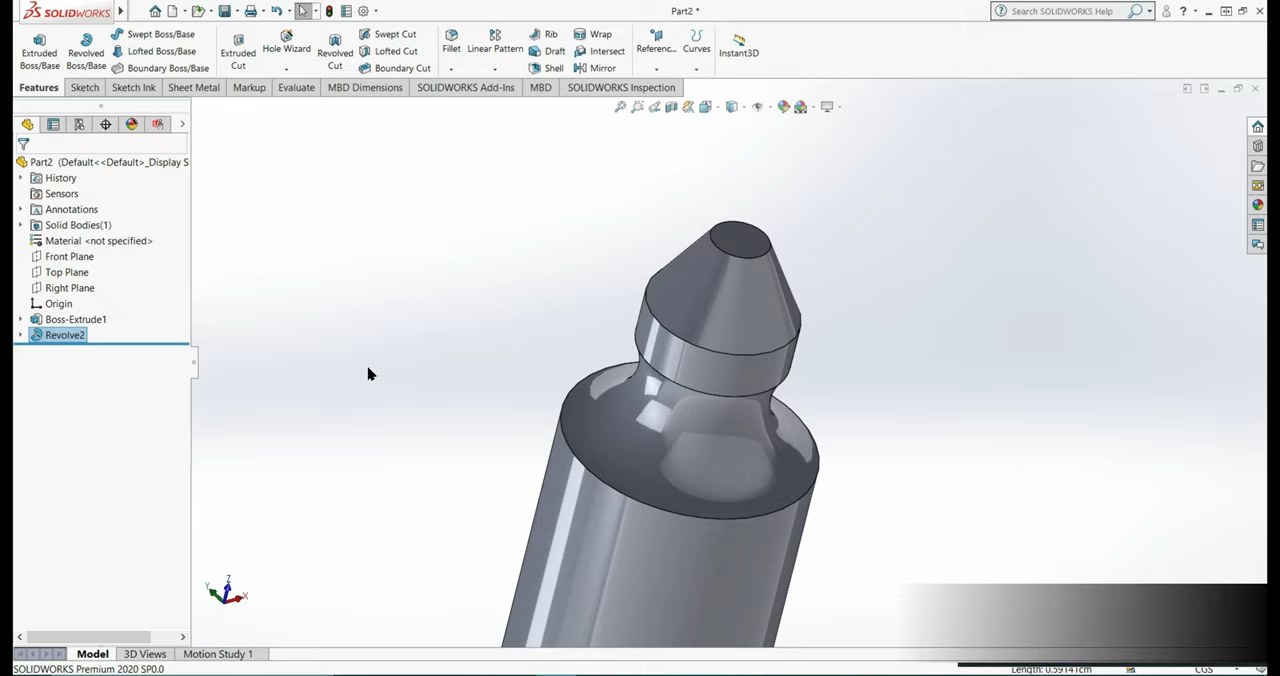 SOLIDWORKS
Part2 *
Search SOLIDWORKS Help
Extruded Boss/Base
Revolved Boss/Base
Swept Boss/Base
Lofted Boss/Base
Boundary Boss/Base
Extruded Cut
Hole Wizard
Revolved Cut
Swept Cut
Lofted Cut
Boundary Cut
Fillet
Linear Pattern
Rib
Draft
Shell
Wrap
Intersect
Mirror
Referenc...
Curves
Instant3D
Features
Sketch
Sketch Ink
Sheet Metal
Markup
Evaluate
MBD Dimensions
SOLIDWORKS Add-Ins
MBD
SOLIDWORKS Inspection
Part2 (Default<<Default>_Display S
History
Sensors
Annotations
Solid Bodies(1)
Material <not specified>
Front Plane
Top Plane
Right Plane
Origin
Boss-Extrude1
Revolve2
Y
Z
X
Model
3D Views
Motion Study 1
SOLIDWORKS Premium 2020 SP0.0
Length: 0.59141cm
CGS